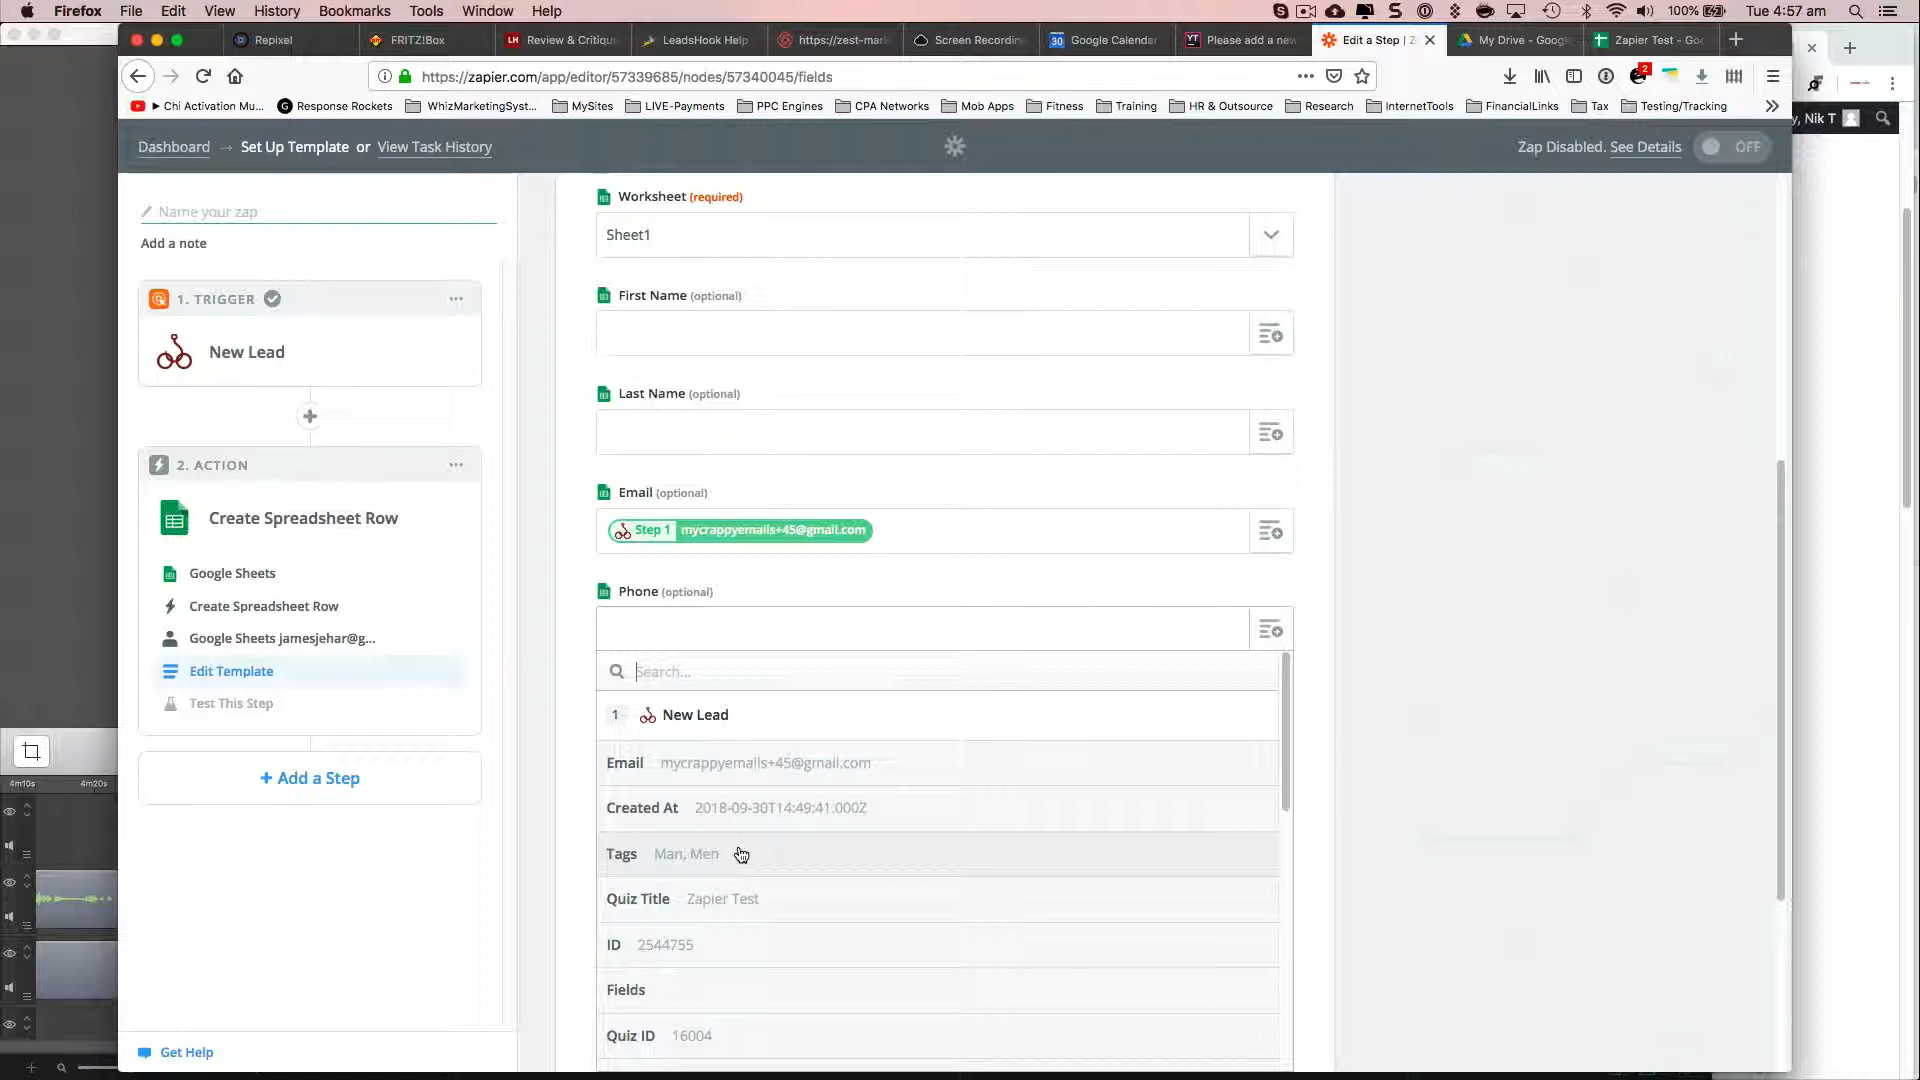 Firefox File Edit View History Bookmarks Tools Window Help 100% Tue 4:57 am
Repixel FRITZ!Box Review & Critiqu LeadsHook Help https://zest-mar Screen Recordin Google Calendar Please add a new Edit a Step | Z My Drive - Goog Zapier Test - Goo
https://zapier.com/app/editor/57339685/nodes/57340045/fields 2
Chi Activation Mu... Response Rockets WhizMarketingSyst... MySites LIVE-Payments PPC Engines CPA Networks Mob Apps Fitness Training HR & Outsource Research InternetTools FinancialLinks Tax Testing/Tracking
y, Nik T
Dashboard → Set Up Template or View Task History Zap Disabled. See Details OFF
Name your zap
Add a note
1. TRIGGER
New Lead
2. ACTION
Create Spreadsheet Row
Google Sheets
Create Spreadsheet Row
Google Sheets jamesjehar@g...
Edit Template
Test This Step
+ Add a Step
Get Help
Worksheet (required)
Sheet1
First Name (optional)
Last Name (optional)
Email (optional)
Step 1 mycrappyemails+45@gmail.com
Phone (optional)
Search...
1 New Lead
Email mycrappyemails+45@gmail.com
Created At 2018-09-30T14:49:41.000Z
Tags Man, Men
Quiz Title Zapier Test
ID 2544755
Fields
Quiz ID 16004
4m10s 4m20s